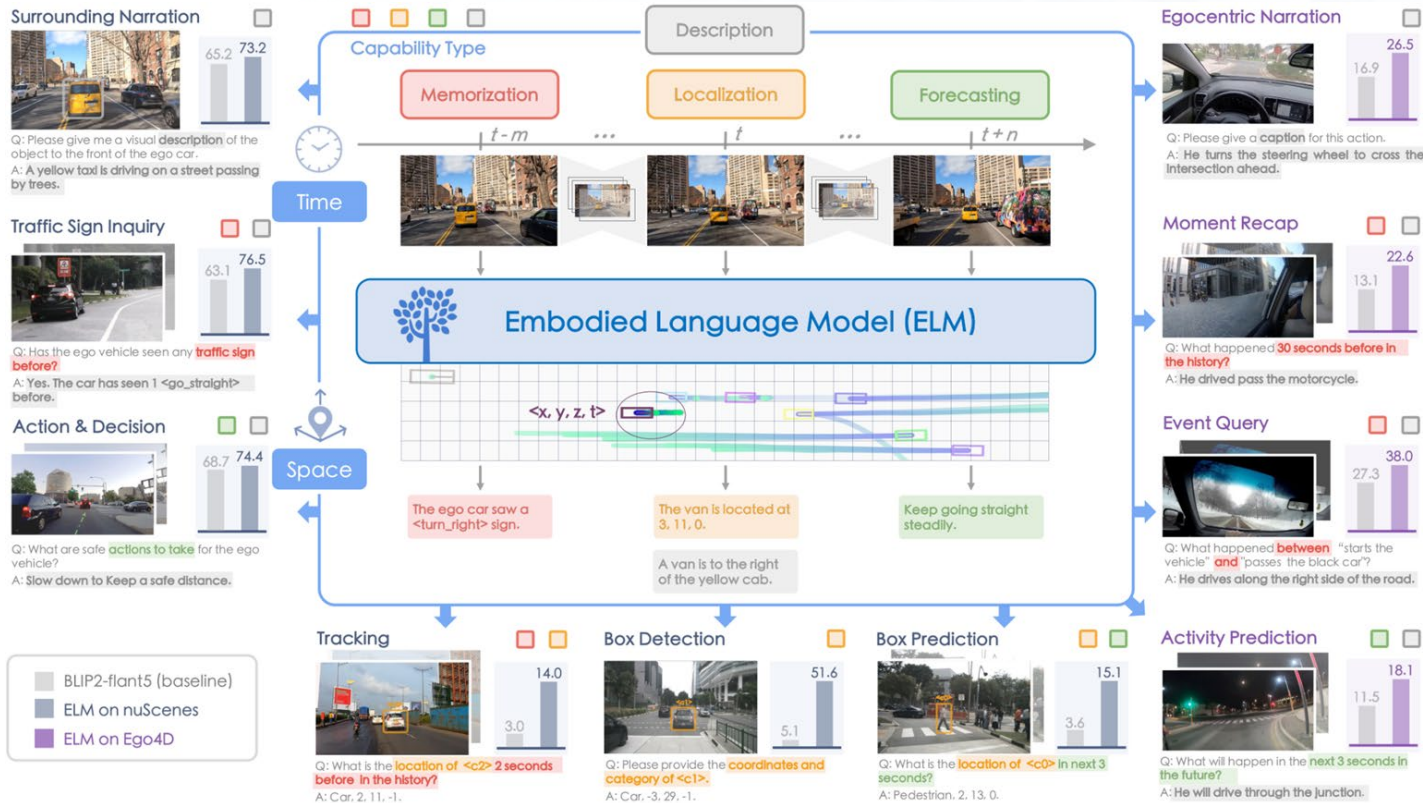 Surrounding Narration
65.2
73.2
Q: Please give me a visual description of the
object to the front of the ego car.
A: A yellow taxi is driving on a street passing
by trees.
Traffic Sign Inquiry
63.1
76.5
Q: Has the ego vehicle seen any traffic sign
before?
A: Yes. The car has seen 1 <go_straight>
before.
Action & Decision
68.7
74.4
Q: What are safe actions to take for the ego
vehicle?
A: Slow down to Keep a safe distance.
BLIP2-flant5 (baseline)
ELM on nuScenes
ELM on Ego4D
Capability Type
Description
Memorization
Localization
Forecasting
t-m
...
t
...
t+n
Time
Embodied Language Model (ELM)
<x, y, z, t>
Space
The ego car saw a
<turn_right> sign.
The van is located at
3, 11, 0.
Keep going straight
steadily.
A van is to the right
of the yellow cab.
Tracking
3.0
14.0
Q: What is the location of <c2> 2 seconds
before in the history?
A: Car, 2, 11, -1.
Box Detection
<c1>
5.1
51.6
Q: Please provide the coordinates and
category of <c1>.
A: Car, -3, 29, -1.
Box Prediction
3.6
15.1
Q: What is the location of <c0> in next 3
seconds?
A: Pedestrian, 2, 13, 0.
Egocentric Narration
16.9
26.5
Q: Please give a caption for this action.
A: He turns the steering wheel to cross the
intersection ahead.
Moment Recap
13.1
22.6
Q: What happened 30 seconds before in
the history?
A: He drived pass the motorcycle.
Event Query
27.3
38.0
Q: What happened between "starts the
vehicle" and "passes the black car"?
A: He drives along the right side of the road.
Activity Prediction
11.5
18.1
Q: What will happen in the next 3 seconds in
the future?
A: He will drive through the junction.